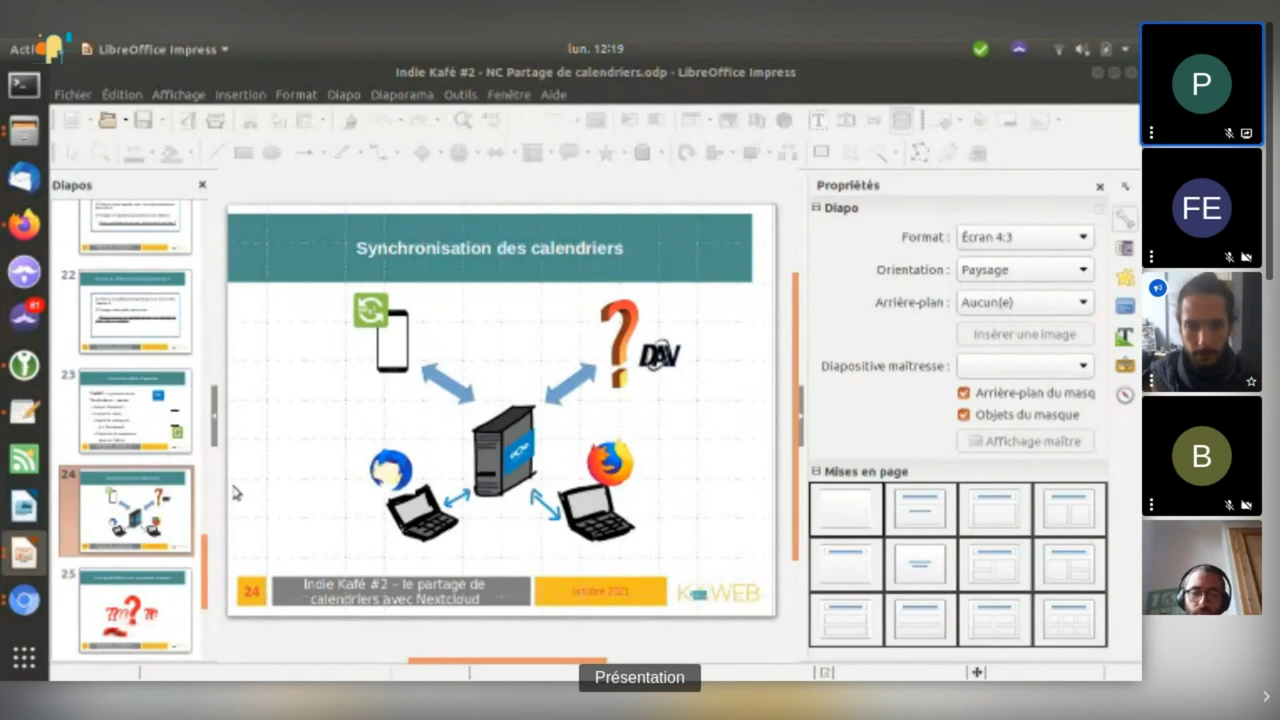 Acti
LibreOffice Impress
lun. 12:19
Indie Kafé #2 - NC Partage de calendriers.odp - LibreOffice Impress
Fichier Édition Affichage Insertion Format Diapo Diaporama Outils Fenêtre Aide
Diapos
22
23
24
25
81
Synchronisation des calendriers
DAV
24
Indie Kafé #2 – le partage de
calendriers avec Nextcloud
octobre 2021
WEB
Propriétés
Diapo
Format : Écran 4:3
Orientation : Paysage
Arrière-plan : Aucun(e)
Insérer une image
Diapositive maîtresse :
Arrière-plan du masq
Objets du masque
Affichage maître
Mises en page
Présentation
P
FE
B